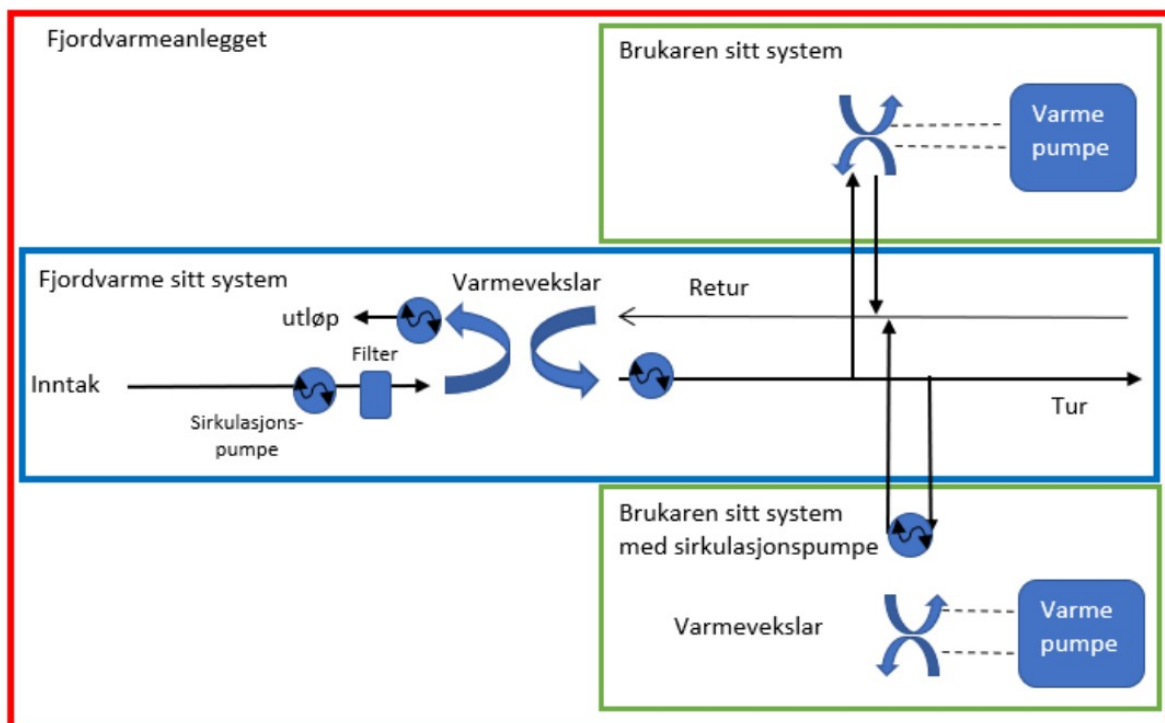 Fjordvarmeanlegget
Brukaren sitt system
Varme
pumpe
Fjordvarme sitt system
Varmevekslar
Retur
utløp
Filter
Inntak
Sirkulasjons-
pumpe
Tur
Brukaren sitt system
med sirkulasjonspumpe
Varmevekslar
Varme
pumpe